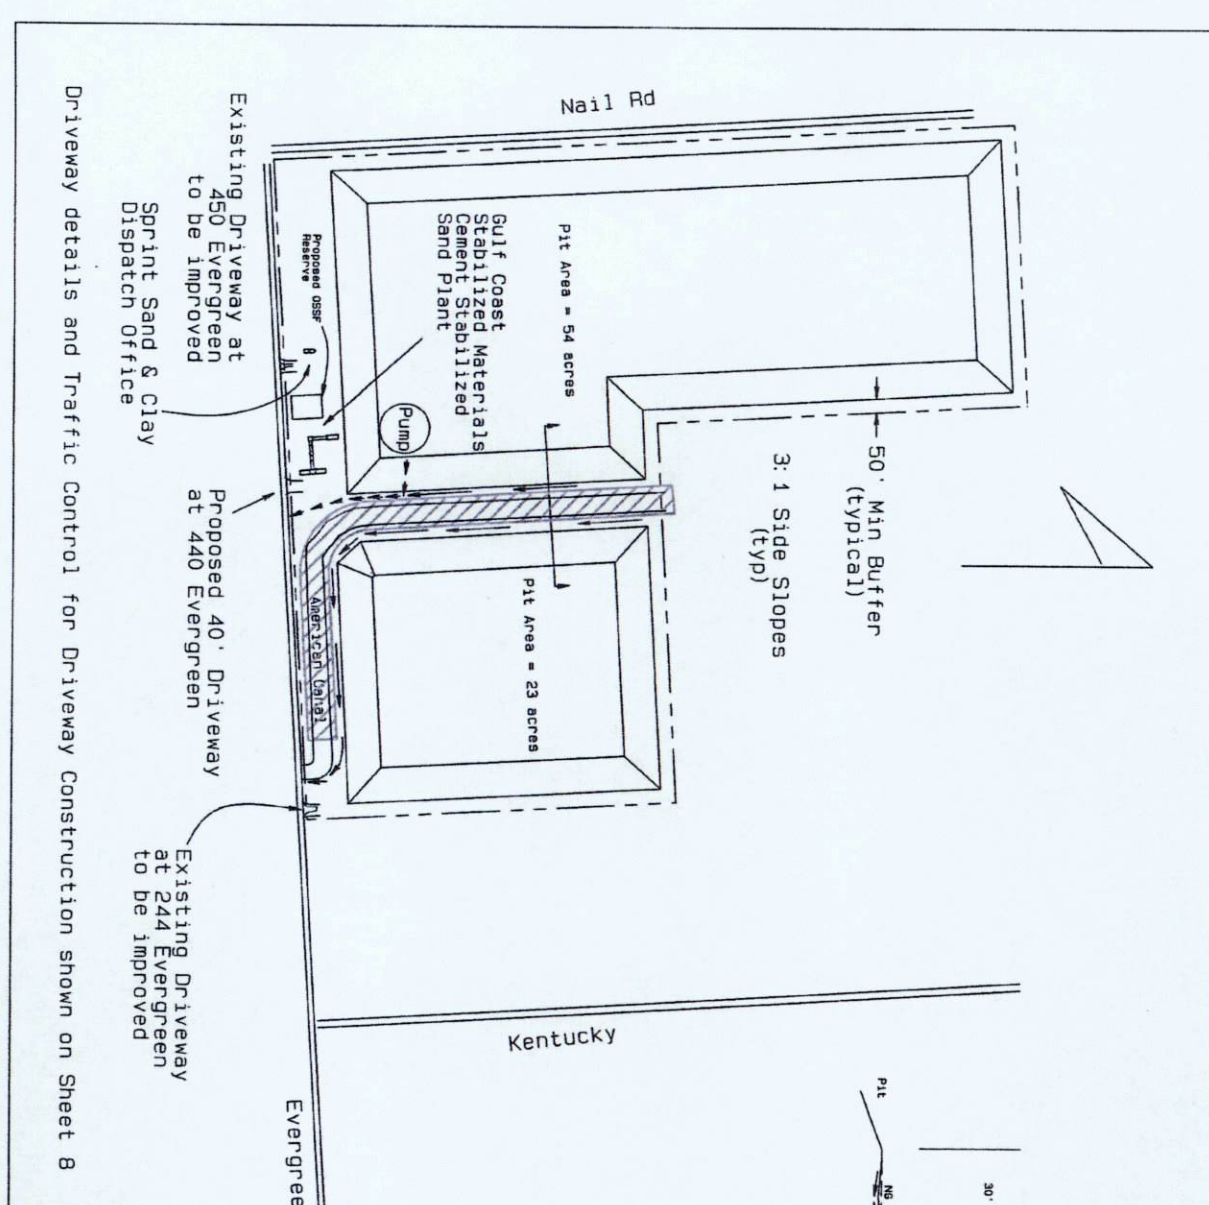 Nail Rd
Existing Driveway at
450 Evergreen
to be improved
Sprint Sand & Clay
Dispatch Office
Proposed OSSF
Reserve
Gulf Coast
Stabilized Materials
Cement Stabilized
Sand Plant
Pit Area = 54 acres
50' Min Buffer
(typical)
3:1 Side Slopes
(typ)
Pump
Proposed 40' Driveway
at 440 Evergreen
American Canal
Pit Area = 23 acres
Existing Driveway
at 244 Evergreen
to be improved
Kentucky
Evergree
Pit
NG
30'
Driveway details and Traffic Control for Driveway Construction shown on Sheet 8